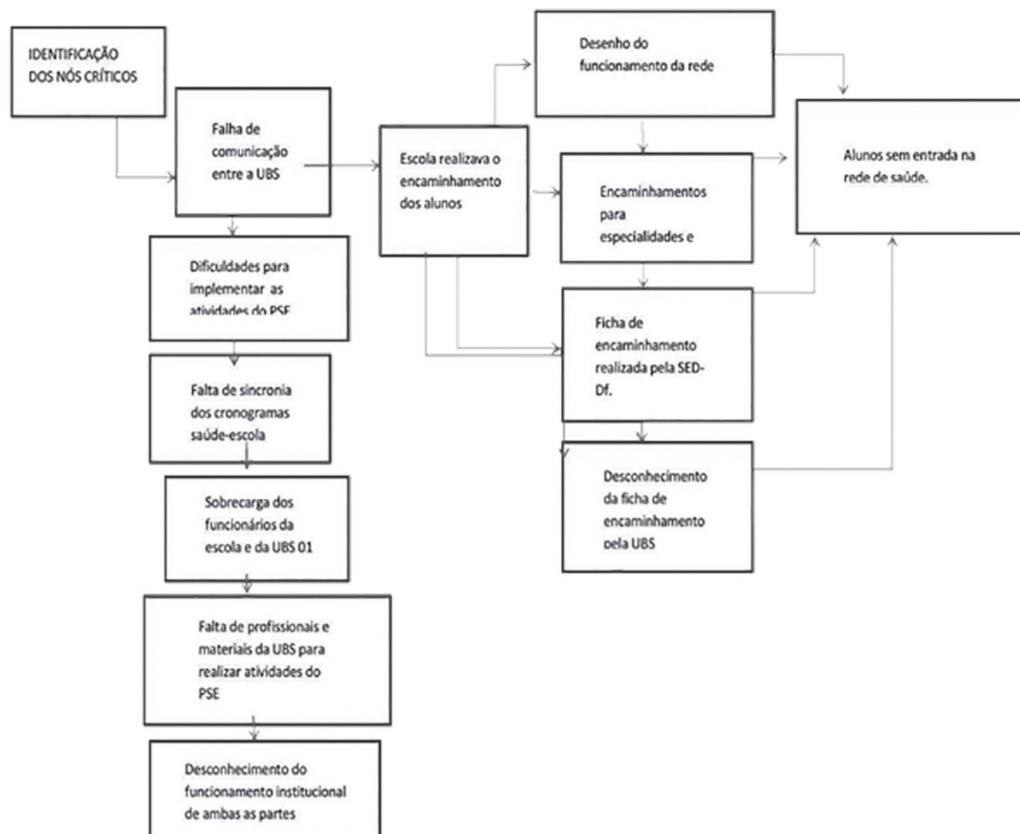 IDENTIFICAÇÃO
DOS NÓS CRÍTICOS
Falha de
comunicação
entre a UBS
Dificuldades para
implementar as
atividades do PSE
Falta de sincronia
dos cronogramas
saúde-escola
Sobrecarga dos
funcionários da
escola e da UBS 01
Falta de profissionais e
materiais da UBS para
realizar atividades do
PSE
Desconhecimento do
funcionamento institucional
de ambas as partes
Escola realizava o
encaminhamento
dos alunos
Desenho do
funcionamento da rede
Encaminhamentos
para
especialidades e
Ficha de
encaminhamento
realizada pela SED-
Df.
Desconhecimento
da ficha de
encaminhamento
pela UBS
Alunos sem entrada na
rede de saúde.